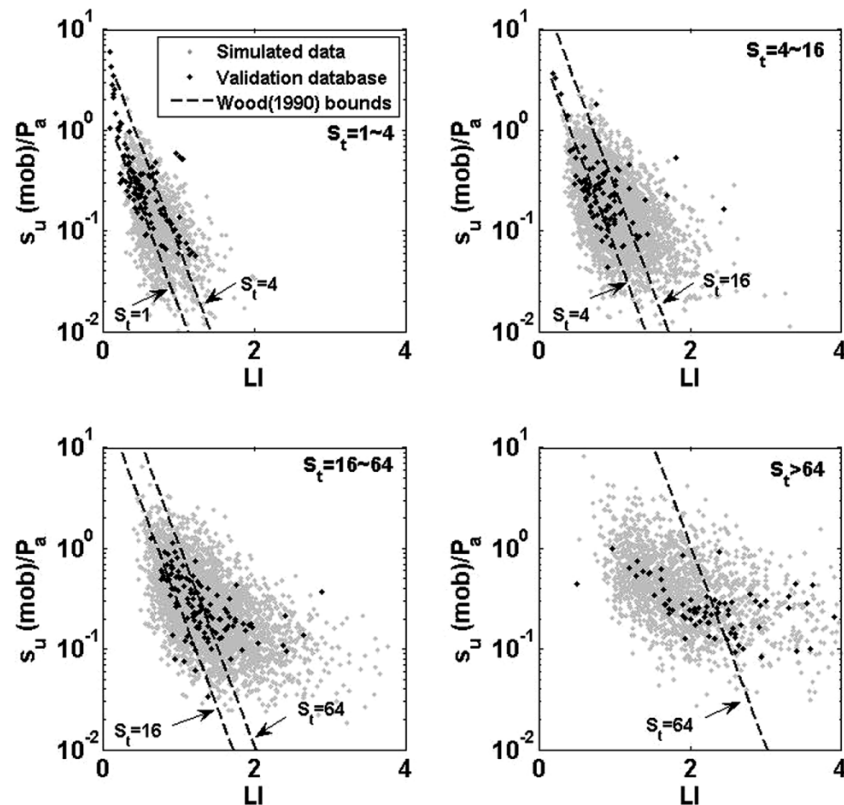 10^1
10^0
10^-1
10^-2
s_u (mob)/P_a
Simulated data
Validation database
Wood(1990) bounds
S_t=1~4
S_t=4
S_t=1
0 2 4
LI
10^1
10^0
10^-1
10^-2
s_u (mob)/P_a
S_t=4~16
S_t=16
S_t=4
0 2 4
LI
10^1
10^0
10^-1
10^-2
s_u (mob)/P_a
S_t=16~64
S_t=64
S_t=16
0 2 4
LI
10^1
10^0
10^-1
10^-2
s_u (mob)/P_a
S_t>64
S_t=64
0 2 4
LI